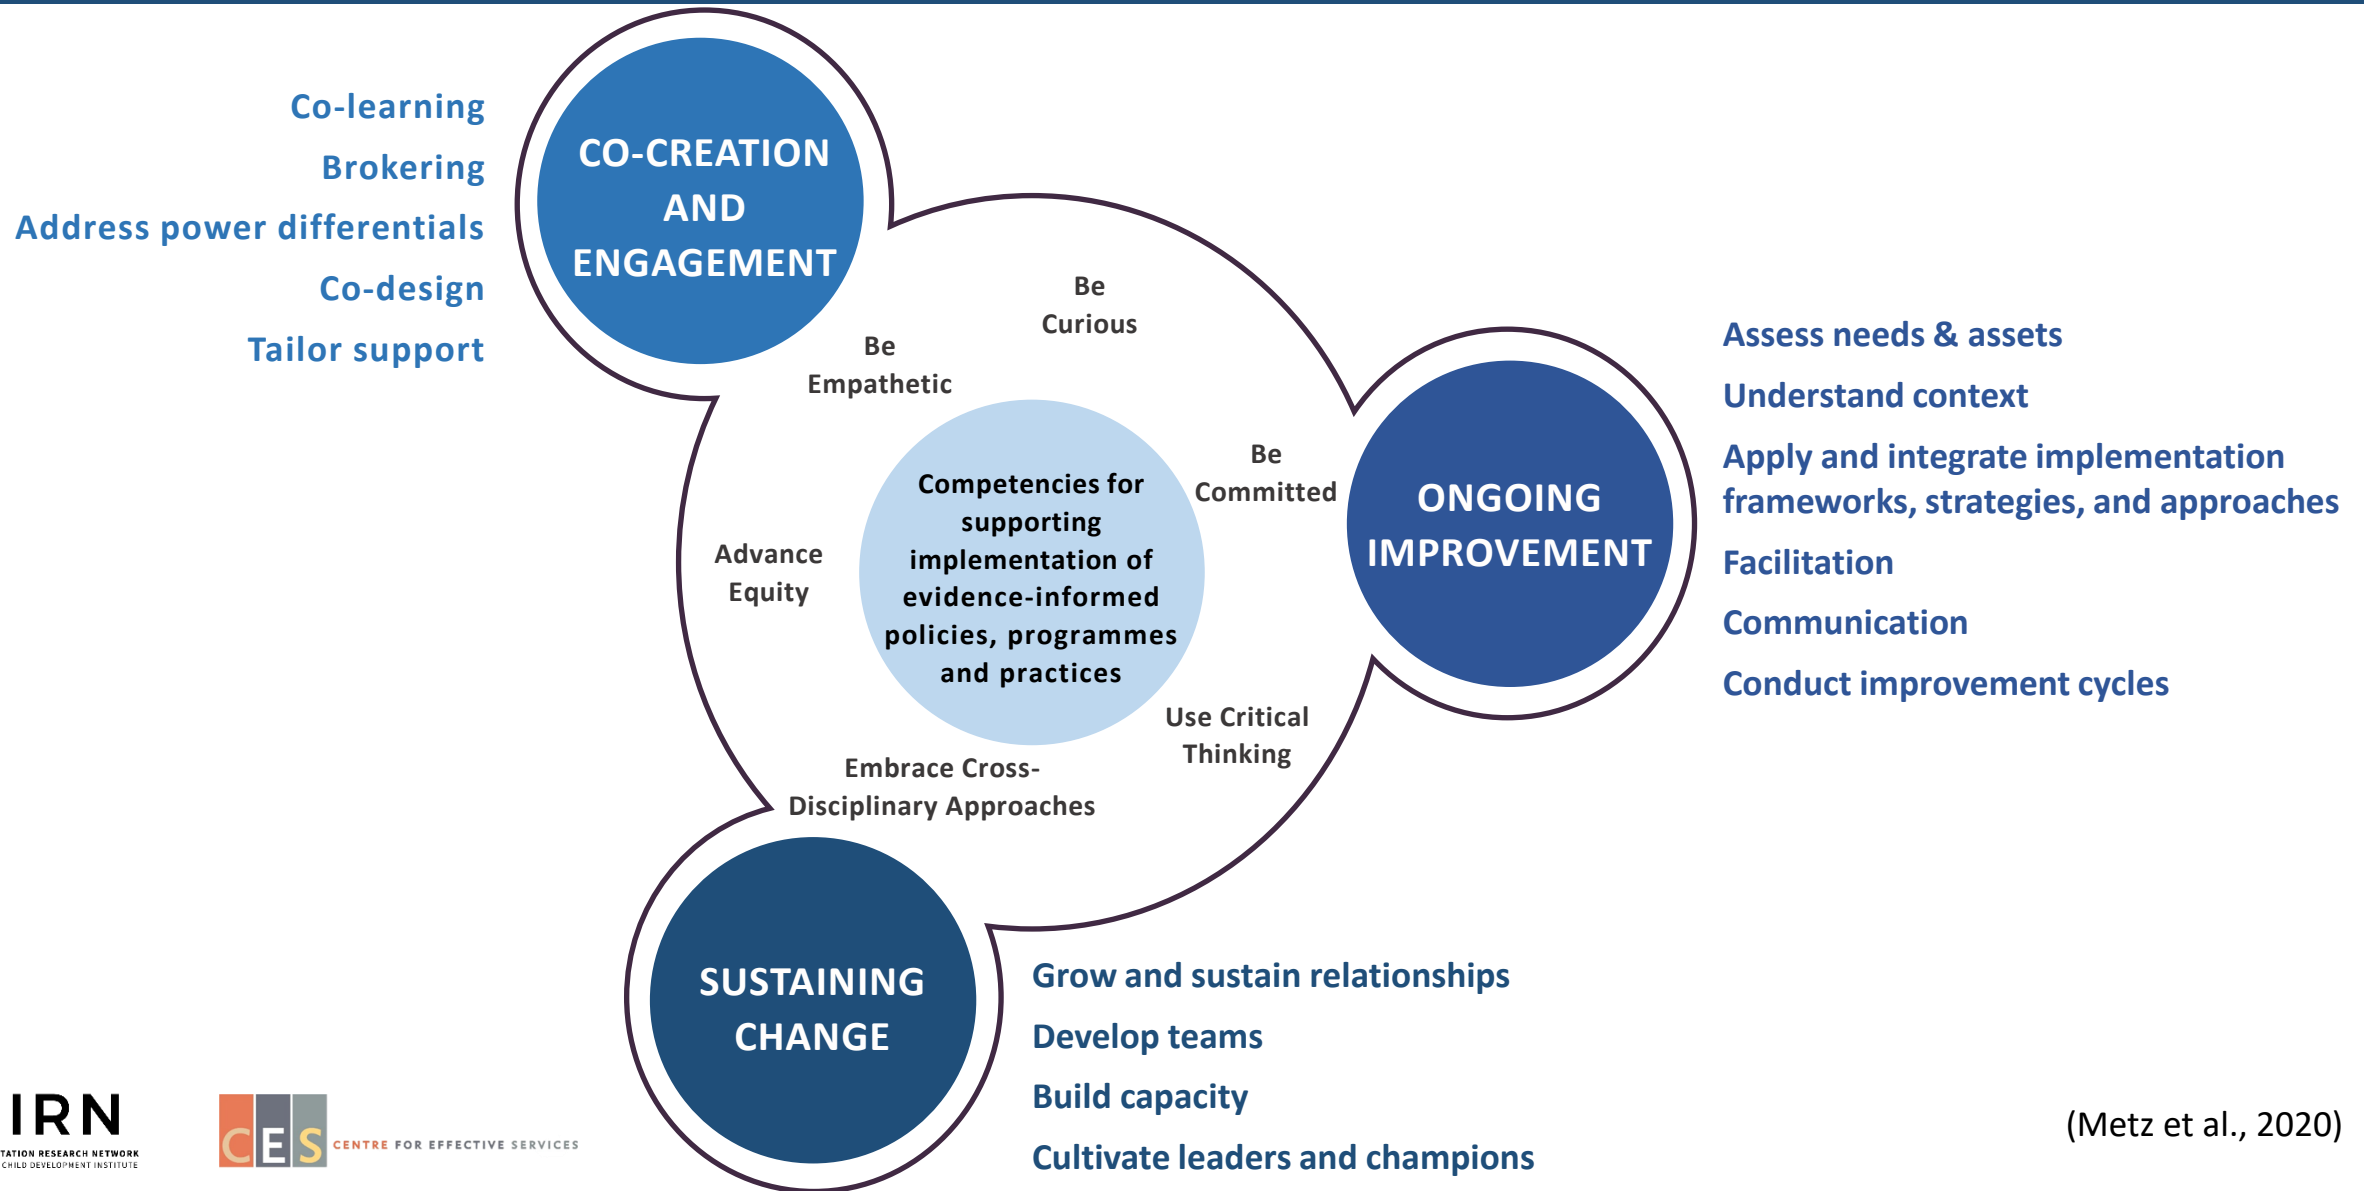 Co-learning
Brokering
Address power differentials
Co-design
Tailor support
CO-CREATION
AND
ENGAGEMENT
Be
Curious
Be
Empathetic
Be
Committed
Advance
Equity
Competencies for
supporting
implementation of
evidence-informed
policies, programmes
and practices
Use Critical
Thinking
Embrace Cross-
Disciplinary Approaches
ONGOING
IMPROVEMENT
Assess needs & assets
Understand context
Apply and integrate implementation
frameworks, strategies, and approaches
Facilitation
Communication
Conduct improvement cycles
SUSTAINING
CHANGE
Grow and sustain relationships
Develop teams
Build capacity
Cultivate leaders and champions
IRN
TATION RESEARCH NETWORK
CHILD DEVELOPMENT INSTITUTE
CES
CENTRE FOR EFFECTIVE SERVICES
(Metz et al., 2020)